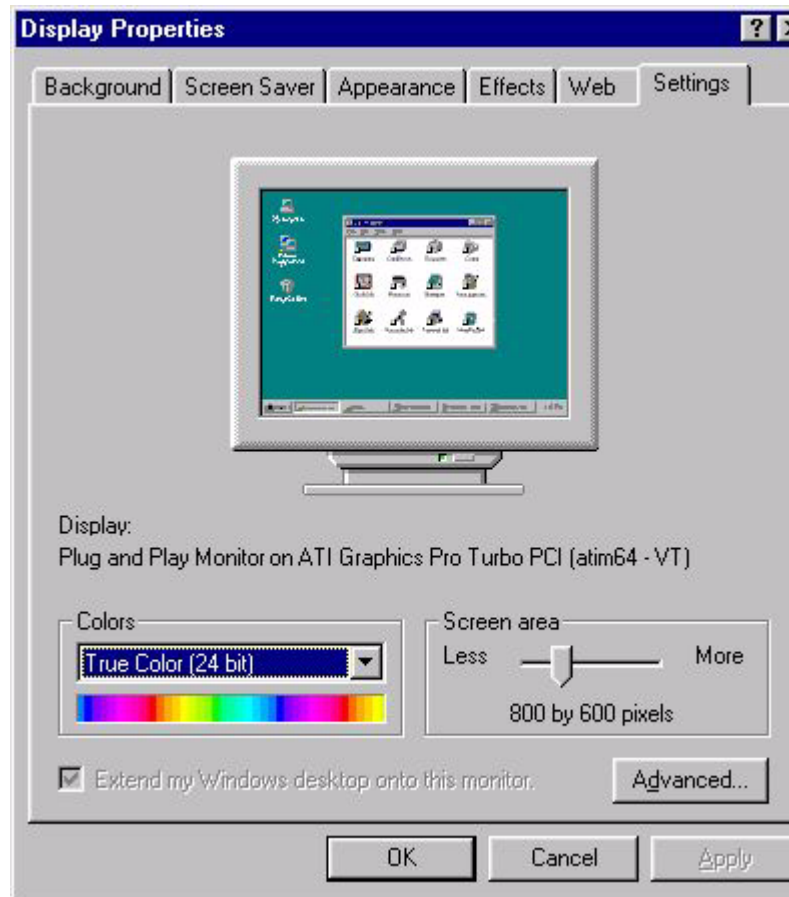 Display Properties
Background Screen Saver Appearance Effects Web Settings
Display:
Plug and Play Monitor on ATI Graphics Pro Turbo PCI (atim64 - VT)
Colors
True Color (24 bit)
Screen area
Less More
800 by 600 pixels
Extend my Windows desktop onto this monitor.
Advanced...
OK Cancel Apply